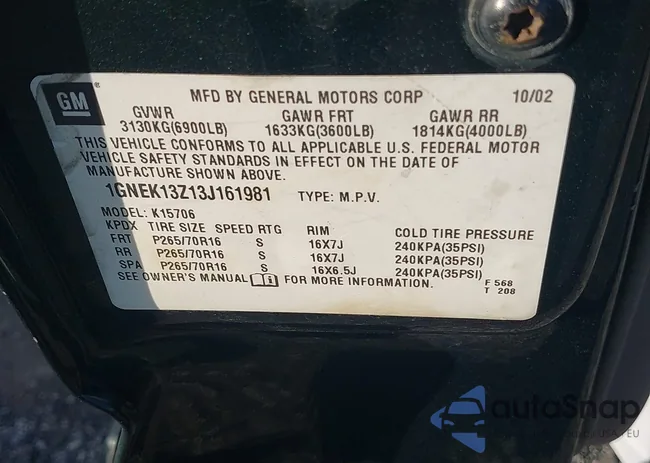 GM
®
MFD BY GENERAL MOTORS CORP 10/02
GVWR GAWR FRT GAWR RR
3130KG(6900LB) 1633KG(3600LB) 1814KG(4000LB)
THIS VEHICLE CONFORMS TO ALL APPLICABLE U.S. FEDERAL MOTOR
VEHICLE SAFETY STANDARDS IN EFFECT ON THE DATE OF
MANUFACTURE SHOWN ABOVE.
1GNEK13Z13J161981 TYPE: M.P.V.
MODEL: K15706
KPDX TIRE SIZE SPEED RTG RIM COLD TIRE PRESSURE
FRT P265/70R16 S 16X7J 240KPA(35PSI)
RR P265/70R16 S 16X7J 240KPA(35PSI)
SPA P265/70R16 S 16X6.5J 240KPA(35PSI)
SEE OWNER'S MANUAL FOR MORE INFORMATION.
F 568
T 208
autoSnap
EU